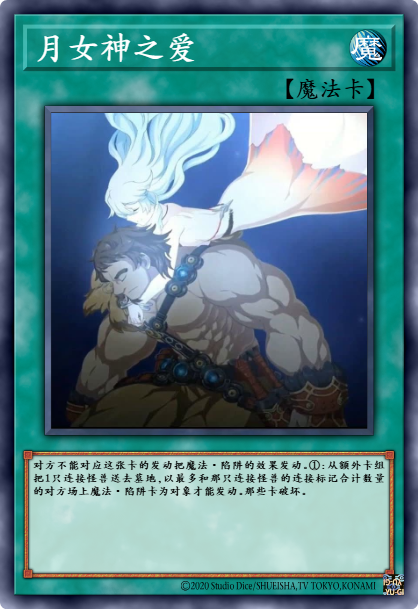 月女神之爱
魔
【魔法卡】
对方不能对应这张卡的发动把魔法·陷阱的效果发动。①:从额外卡组
把1只连接怪兽送去墓地,以最多和那只连接怪兽的连接标记合计数量
的对方场上魔法·陷阱卡为对象才能发动。那些卡破坏。
©2020 Studio Dice/SHUEISHA,TV TOKYO,KONAMI
YU-GI